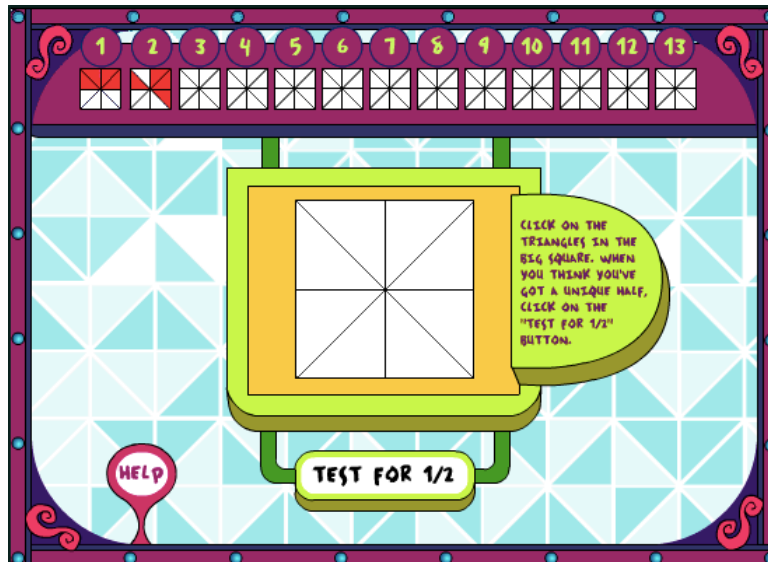 1 2 3 4 5 6 7 8 9 10 11 12 13
CLICK ON THE
TRIANGLES IN THE
BIG SQUARE. WHEN
YOU THINK YOU'VE
GOT A UNIQUE HALF,
CLICK ON THE
"TEST FOR 1/2"
BUTTON.
HELP
TEST FOR 1/2